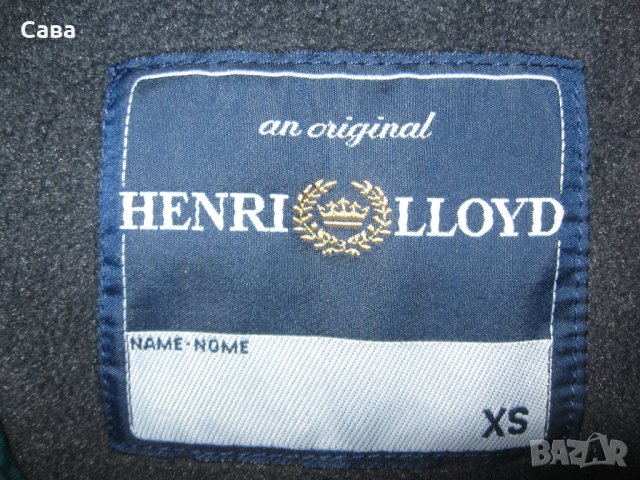 Сава
an original
HENRI LLOYD
NAME-NOME
XS
BAZAR